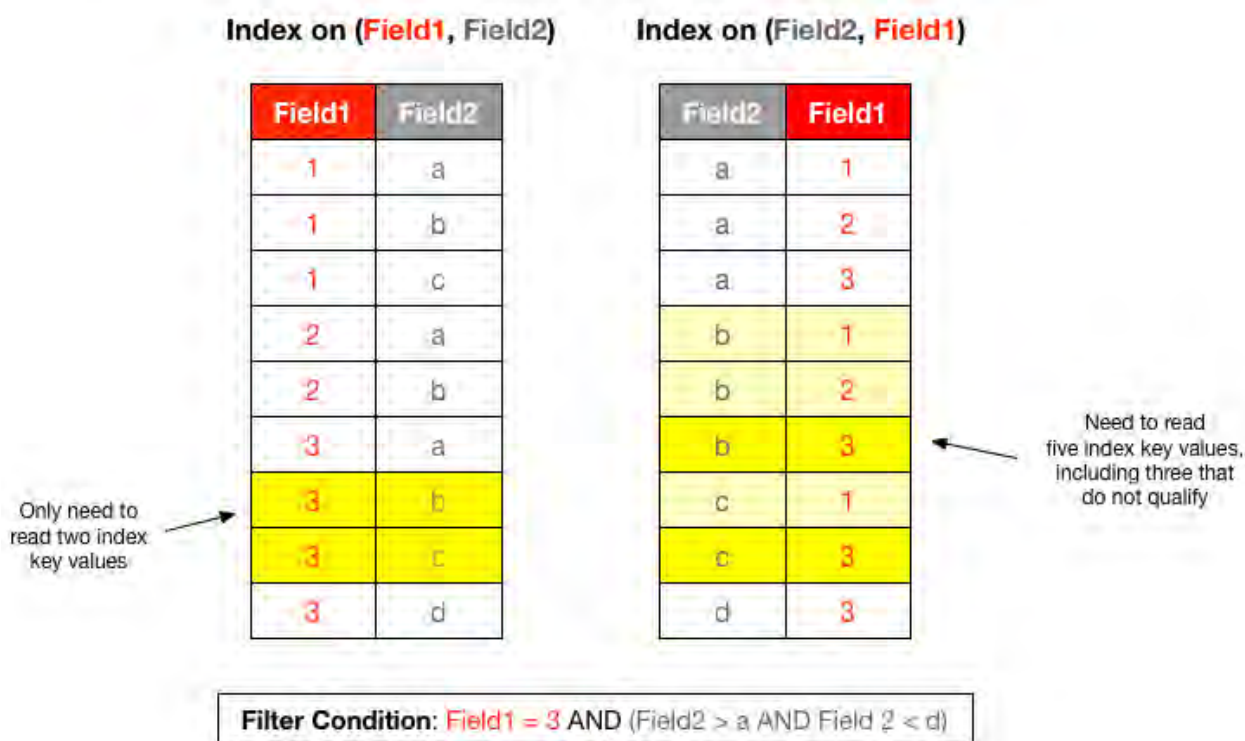 Index on (Field1, Field2)
Index on (Field2, Field1)
Field1 Field2
1 a
1 b
1 c
2 a
2 b
3 a
3 b
3 c
3 d
Only need to
read two index
key values
Field2 Field1
a 1
a 2
a 3
b 1
b 2
b 3
c 1
c 3
d 3
Need to read
five index key values,
including three that
do not qualify
Filter Condition: Field1 = 3 AND (Field2 > a AND Field 2 < d)